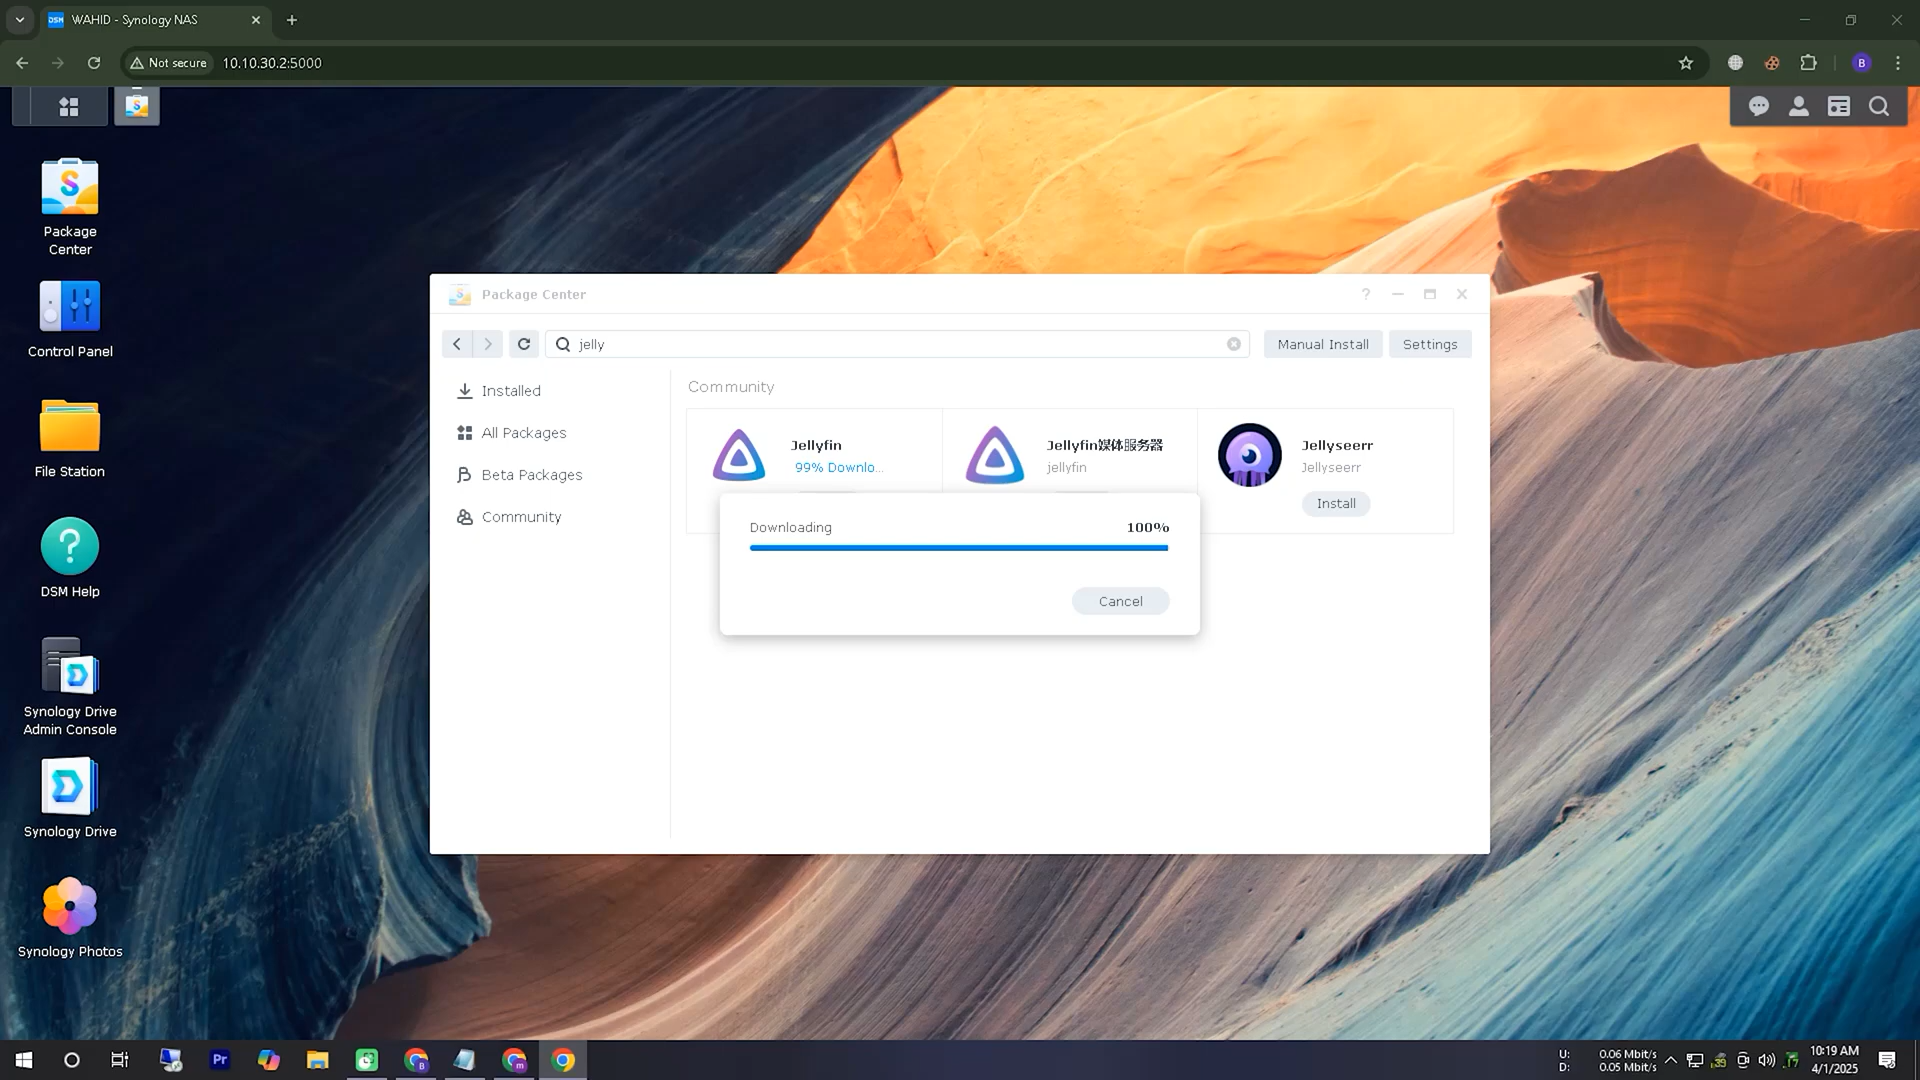 WAHID - Synology NAS
Not secure
10.10.30.2:5000
B
Package
Center
Control Panel
File Station
DSM Help
Synology Drive
Admin Console
Synology Drive
Synology Photos
Package Center
jelly
Manual Install
Settings
Installed
All Packages
Beta Packages
Community
Community
Jellyfin
99% Downlo...
Jellyfin媒体服务器
jellyfin
Jellyseerr
Jellyseerr
Install
Downloading
100%
Cancel
U: 0.06 Mbit/s
D: 0.05 Mbit/s
10:19 AM
4/1/2025